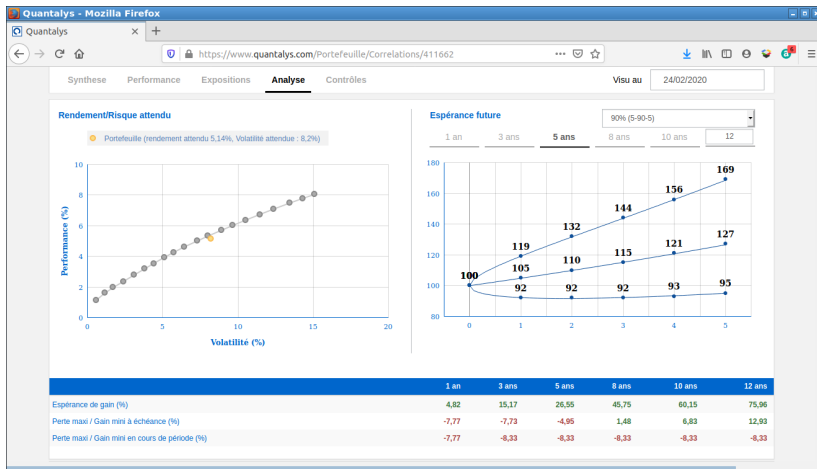 Quantalys - Mozilla Firefox
Quantalys
https://www.quantalys.com/Portefeuille/Correlations/411662
6
Synthese Performance Expositions Analyse Contrôles Visu au 24/02/2020
Rendement/Risque attendu
Portefeuille (rendement attendu 5,14%, Volatilité attendue : 8,2%)
10
8
6
4
2
0
Performance (%)
0 5 10 15 20
Volatilité (%)
Espérance future
90% (5-90-5)
1 an 3 ans 5 ans 8 ans 10 ans 12
180
160
140
120
100
80
169
156
144
132
119
127
121
115
110
105
100
92 92 92 93 95
0 1 2 3 4 5
1 an 3 ans 5 ans 8 ans 10 ans 12 ans
Espérance de gain (%) 4,82 15,17 26,55 45,75 60,15 75,96
Perte maxi / Gain mini à échéance (%) -7,77 -7,73 -4,95 1,48 6,83 12,93
Perte maxi / Gain mini en cours de période (%) -7,77 -8,33 -8,33 -8,33 -8,33 -8,33